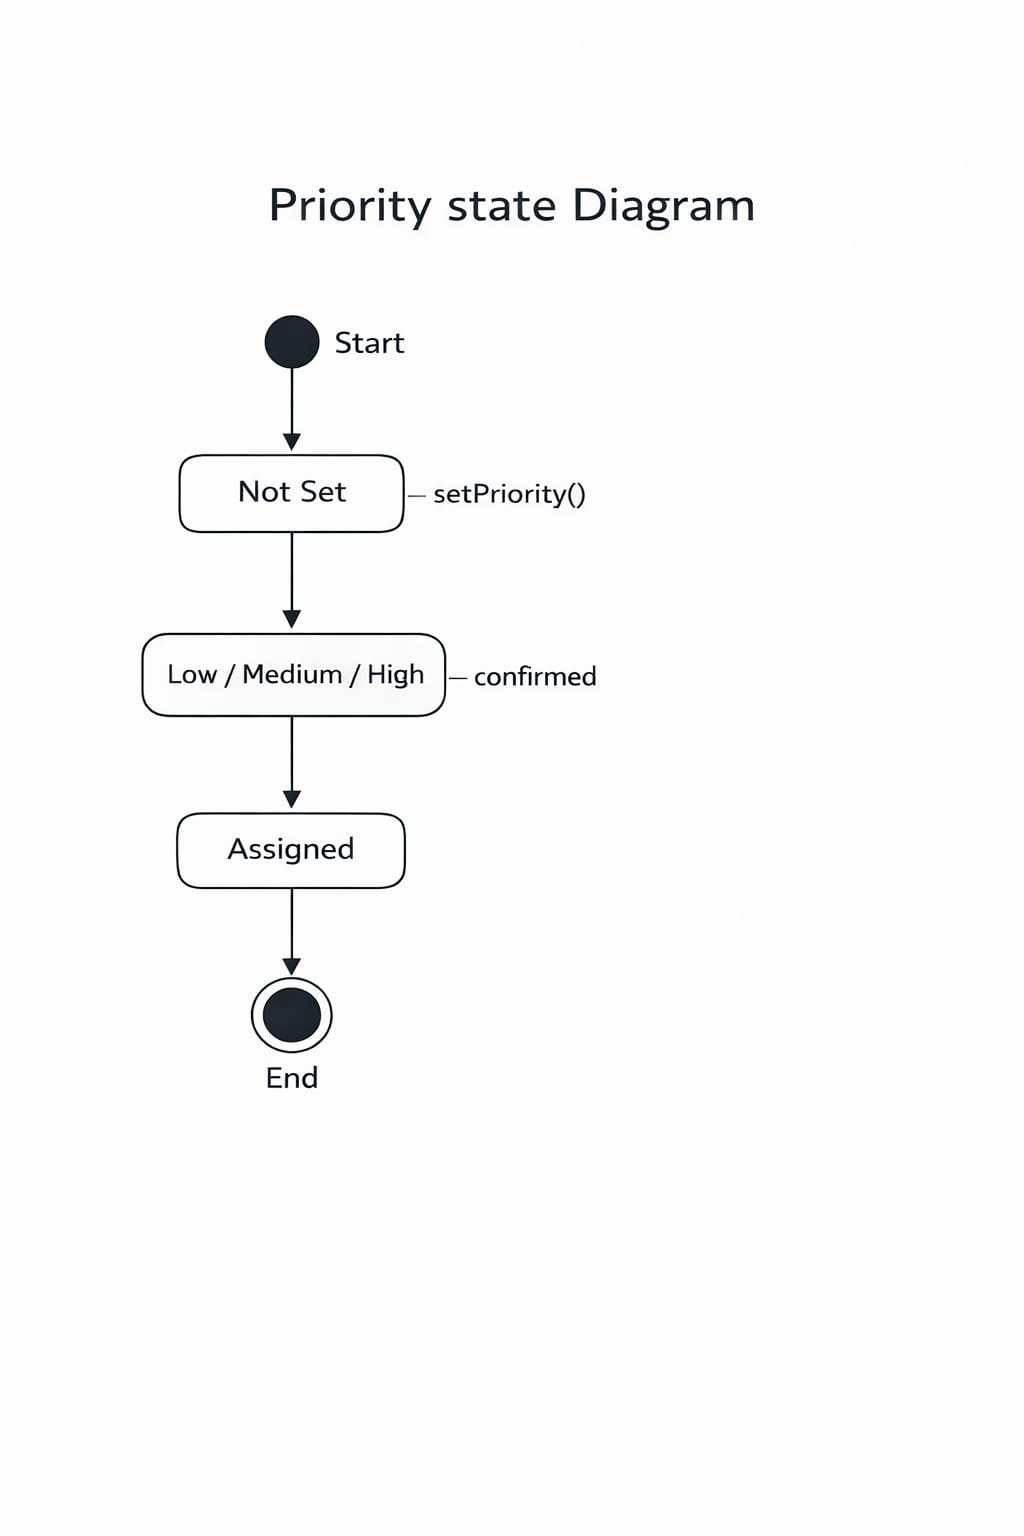 Priority state Diagram
Start
Not Set — setPriority()
Low / Medium / High — confirmed
Assigned
End